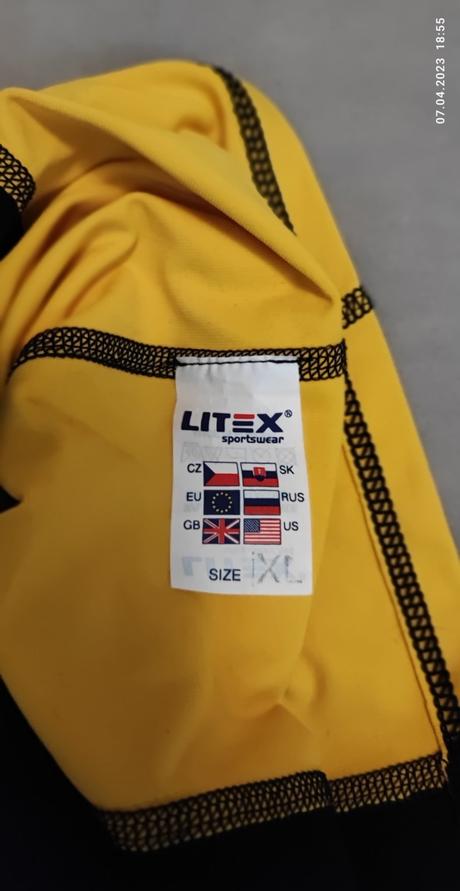 07.04.2023 18:55
LITEX®
sportswear
CZ SK
EU RUS
GB US
SIZE XL